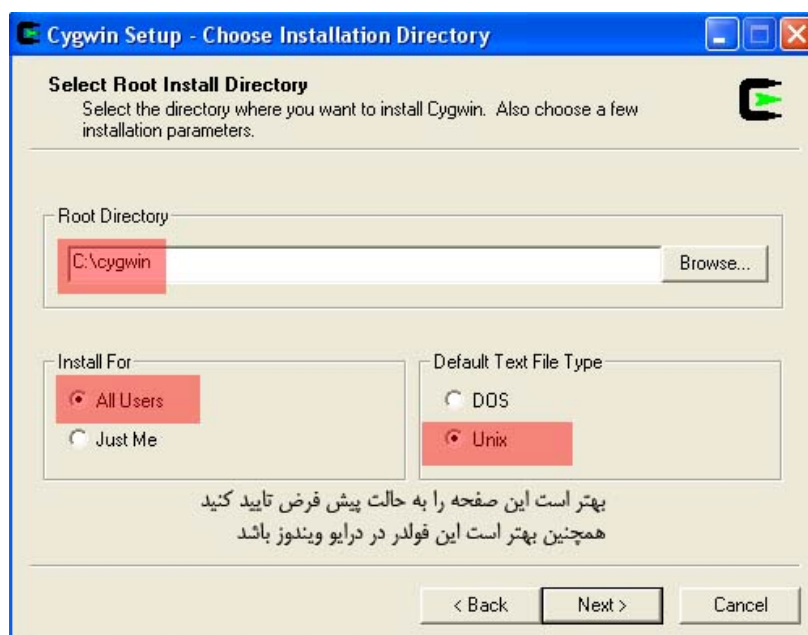 Cygwin Setup - Choose Installation Directory
Select Root Install Directory
Select the directory where you want to install Cygwin. Also choose a few
installation parameters.
Root Directory
C:\cygwin
Browse...
Install For
All Users
Just Me
Default Text File Type
DOS
Unix
بهتر است این صفحه را به حالت پیش فرض تایید کنید
همچنین بهتر است این فولدر در درایو ویندوز باشد
< Back
Next >
Cancel